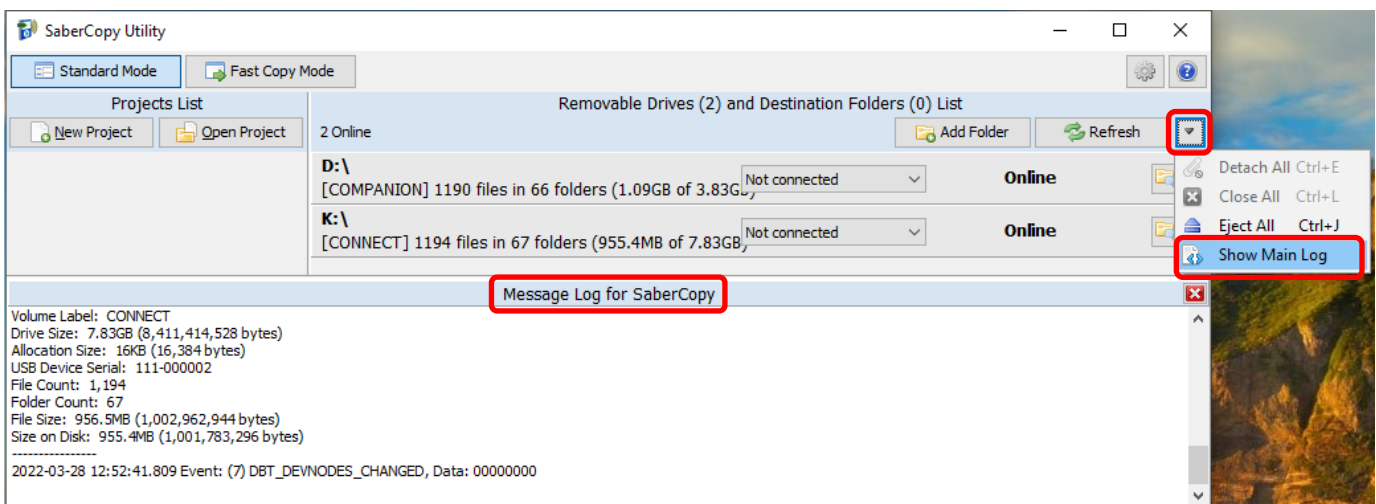 SaberCopy Utility
Standard Mode
Fast Copy Mode
Projects List
Removable Drives (2) and Destination Folders (0) List
New Project
Open Project
2 Online
Add Folder
Refresh
D:\
[COMPANION] 1190 files in 66 folders (1.09GB of 3.83GB)
Not connected
Online
K:\
[CONNECT] 1194 files in 67 folders (955.4MB of 7.83GB)
Not connected
Online
Detach All Ctrl+E
Close All Ctrl+L
Eject All Ctrl+J
Show Main Log
Message Log for SaberCopy
Volume Label: CONNECT
Drive Size: 7.83GB (8,411,414,528 bytes)
Allocation Size: 16KB (16,384 bytes)
USB Device Serial: 111-000002
File Count: 1,194
Folder Count: 67
File Size: 956.5MB (1,002,962,944 bytes)
Size on Disk: 955.4MB (1,001,783,296 bytes)
----------------
2022-03-28 12:52:41.809 Event: (7) DBT_DEVNODES_CHANGED, Data: 00000000